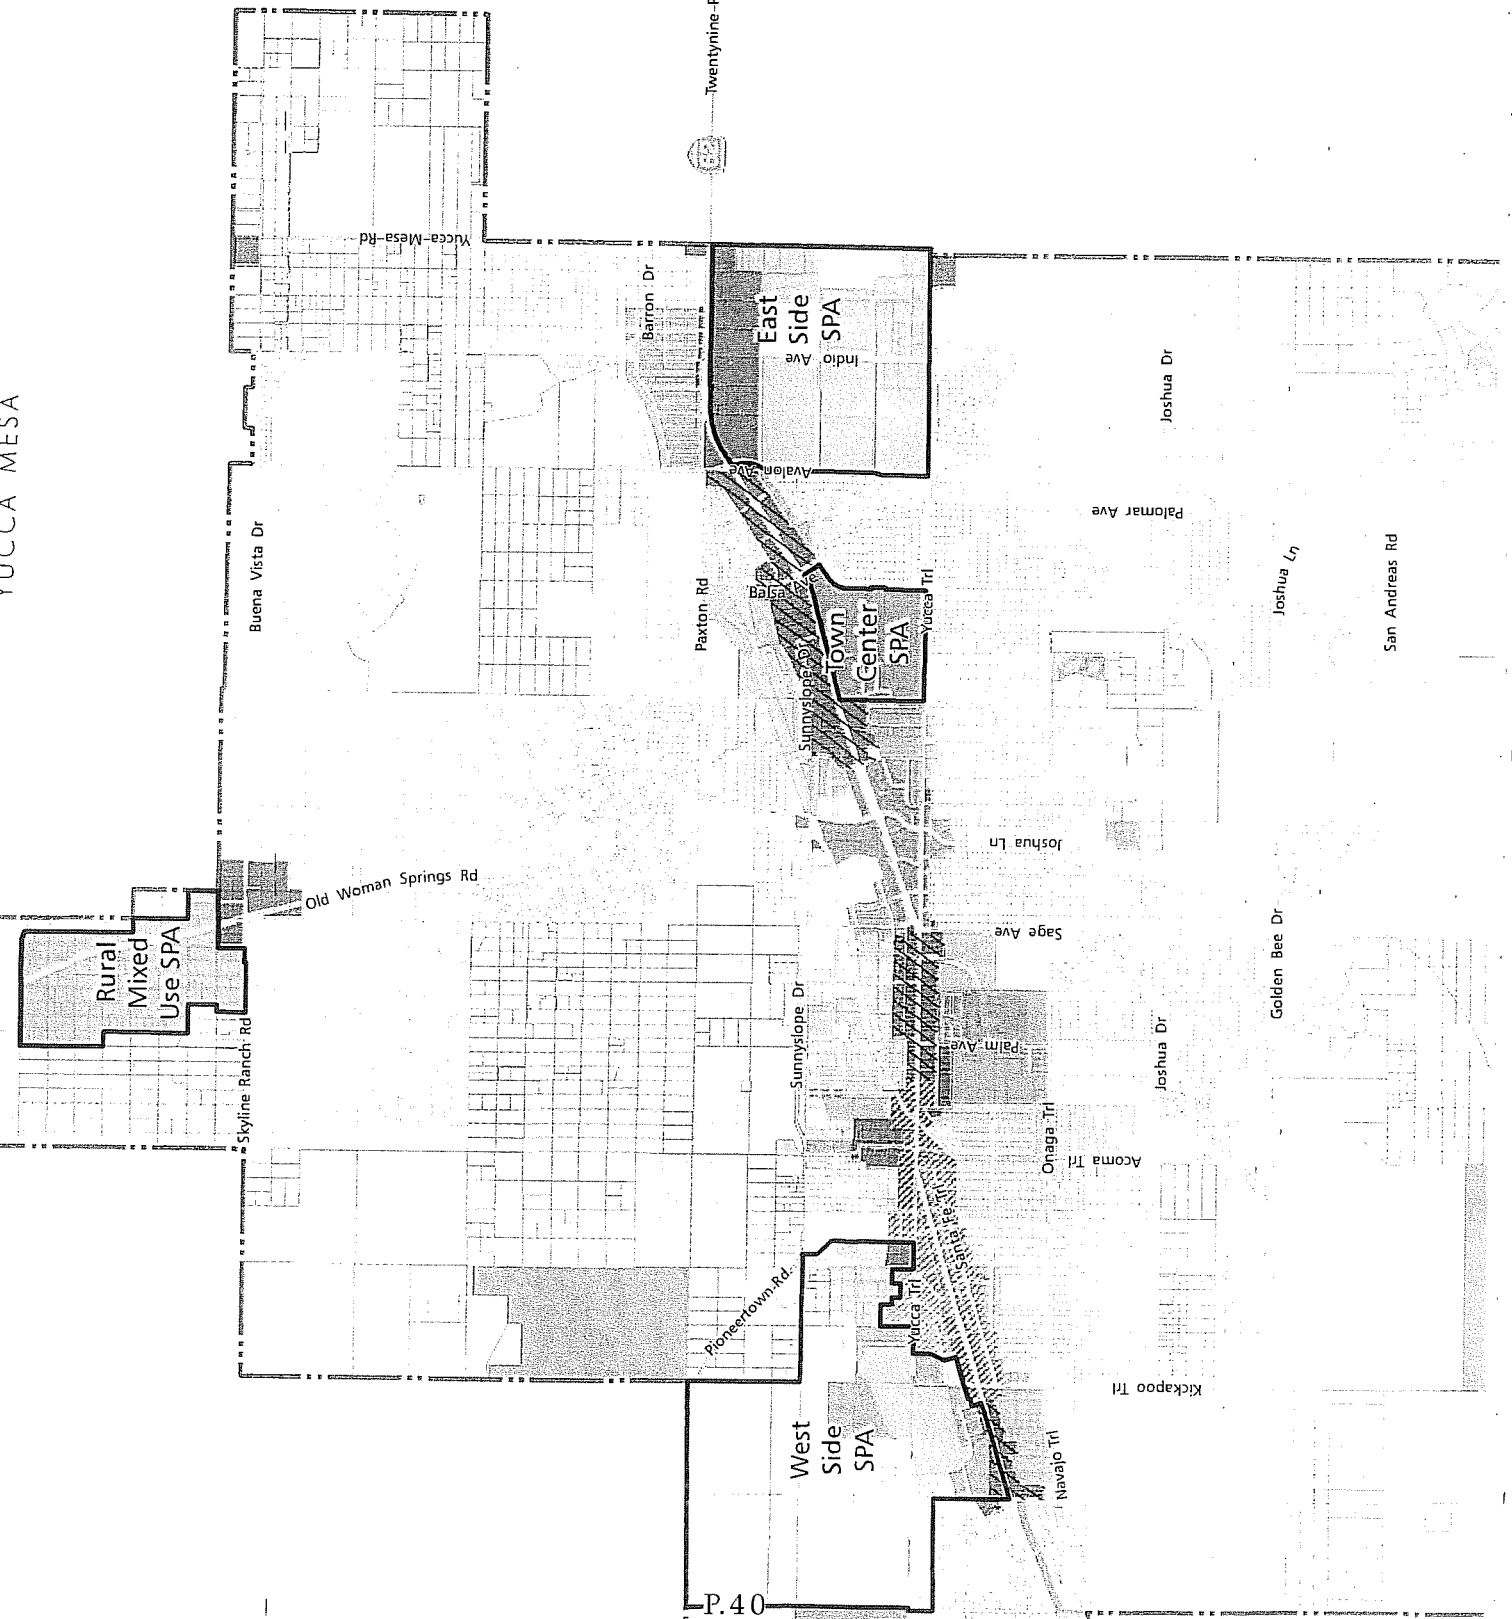 YUCCA MESA
Twentynine-P
Yucca-Mesa-Rd
Barron Dr
East
Side
SPA
Indio Ave
Avalon Ave
Buena Vista Dr
Paxton Rd
Balsa
Sunnyslope Dr
Town
Center
SPA
Yucca Trl
Joshua Dr
Palomar Ave
Joshua Ln
San Andreas Rd
Old Woman Springs Rd
Rural
Mixed
Use SPA
Skyline Ranch Rd
Joshua Ln
Sage Ave
Golden Bee Dr
Sunnyslope Dr
Palm Ave
Joshua Dr
Onaga Trl
Acoma Trl
Santa Fe Trl
Pioneertown-Rd.
Yucca Trl
Kickapoo Trl
West
Side
SPA
Navajo Trl
P.40